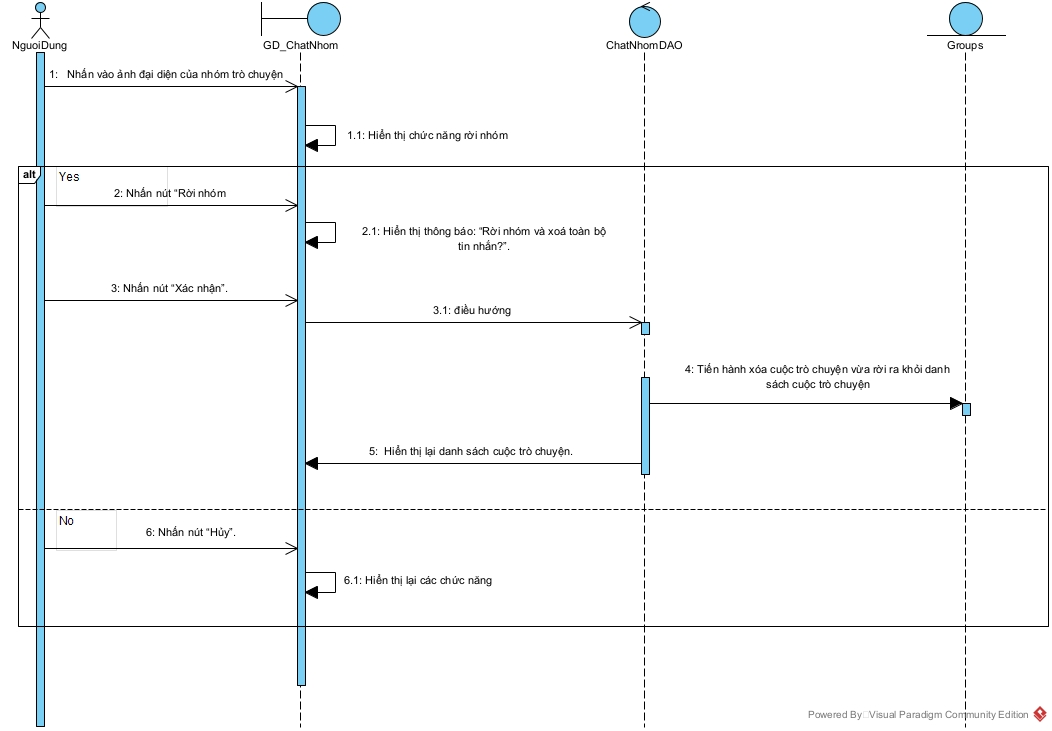 NguoiDung
GD_ChatNhom
ChatNhomDAO
Groups
1: Nhấn vào ảnh đại diện của nhóm trò chuyện
1.1: Hiển thị chức năng rời nhóm
alt
Yes
2: Nhấn nút “Rời nhóm
2.1: Hiển thị thông báo: “Rời nhóm và xoá toàn bộ
tin nhắn?”.
3: Nhấn nút “Xác nhận”.
3.1: điều hướng
4: Tiến hành xóa cuộc trò chuyện vừa rời ra khỏi danh
sách cuộc trò chuyện
5: Hiển thị lại danh sách cuộc trò chuyện.
No
6: Nhấn nút “Hủy”.
6.1: Hiển thị lại các chức năng
Powered By Visual Paradigm Community Edition